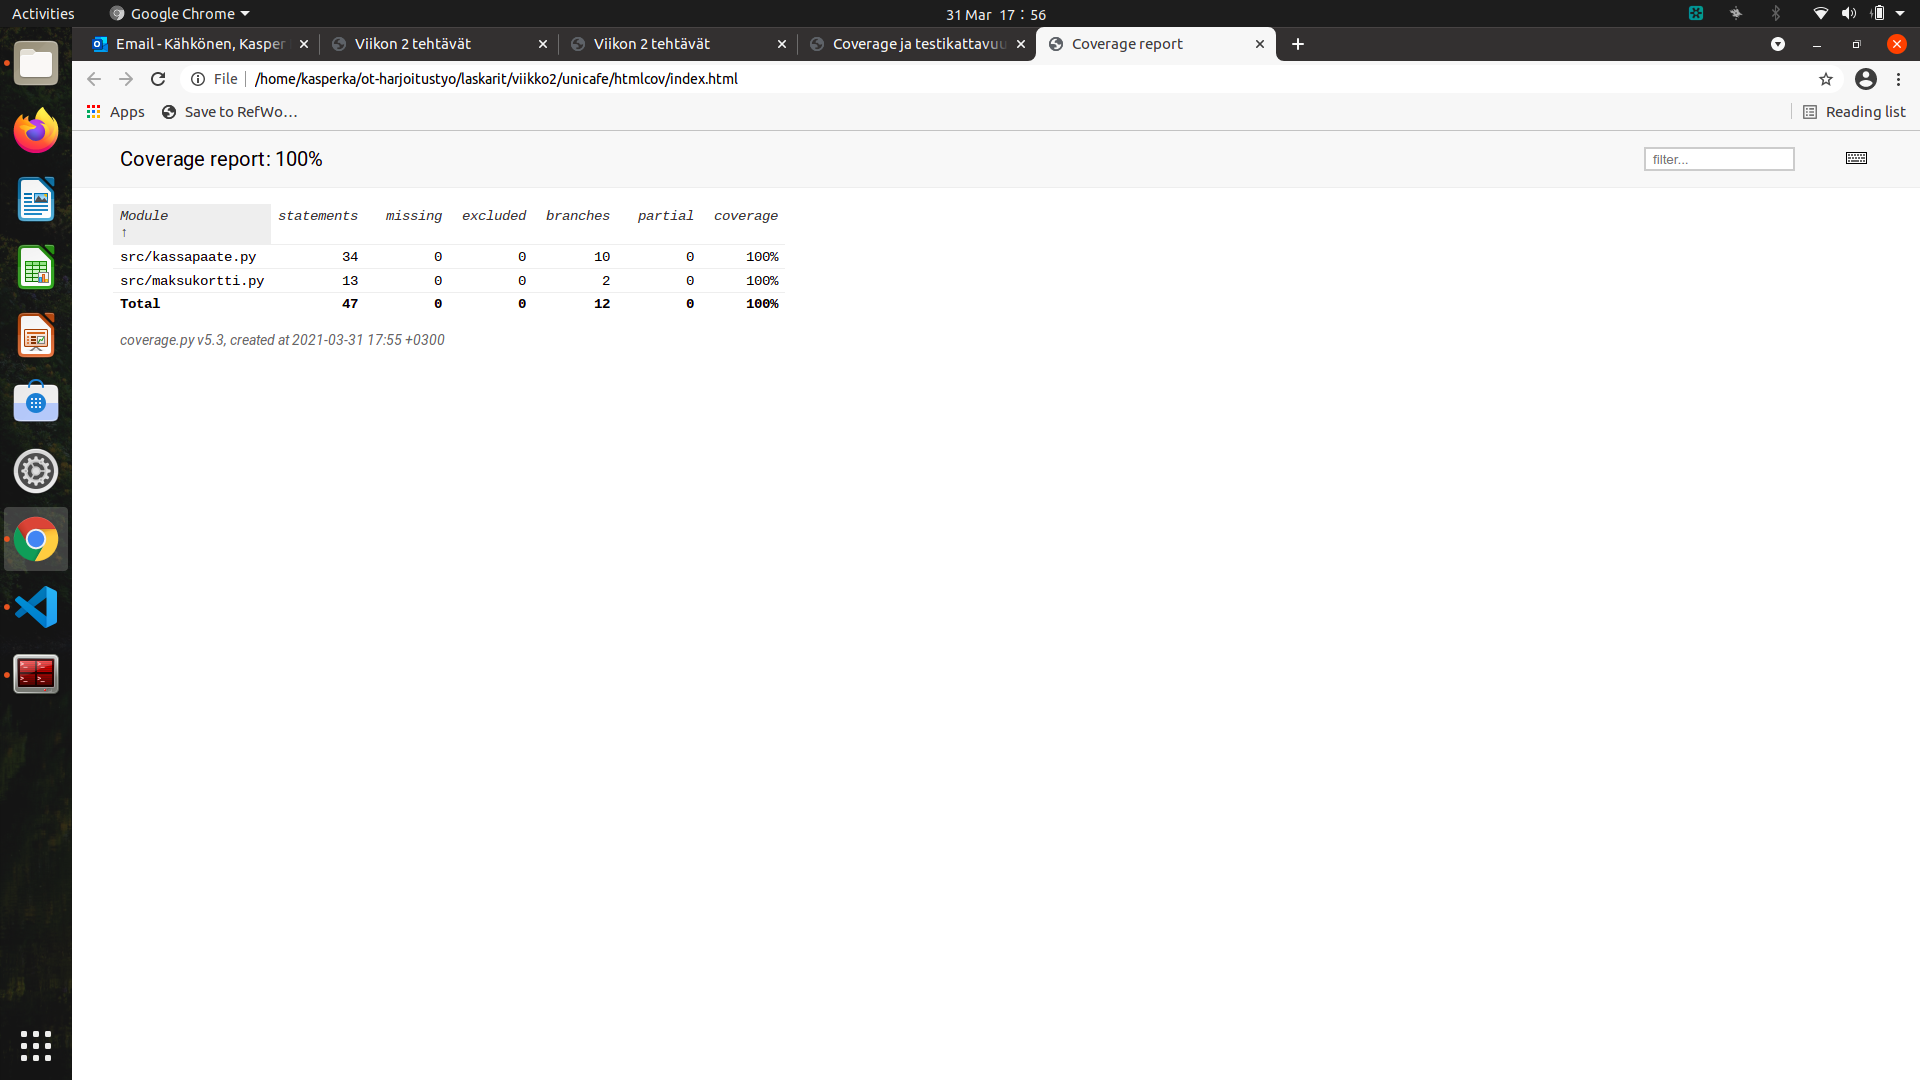 Activities Google Chrome 31 Mar 17:56
Email - Kähkönen, Kasper Viikon 2 tehtävät Viikon 2 tehtävät Coverage ja testikattavuu Coverage report
File /home/kasperka/ot-harjoitustyo/laskarit/viikko2/unicafe/htmlcov/index.html
Apps Save to RefWo… Reading list
Coverage report: 100% filter...
Module ↑ statements missing excluded branches partial coverage
src/kassapaate.py 34 0 0 10 0 100%
src/maksukortti.py 13 0 0 2 0 100%
Total 47 0 0 12 0 100%
coverage.py v5.3, created at 2021-03-31 17:55 +0300